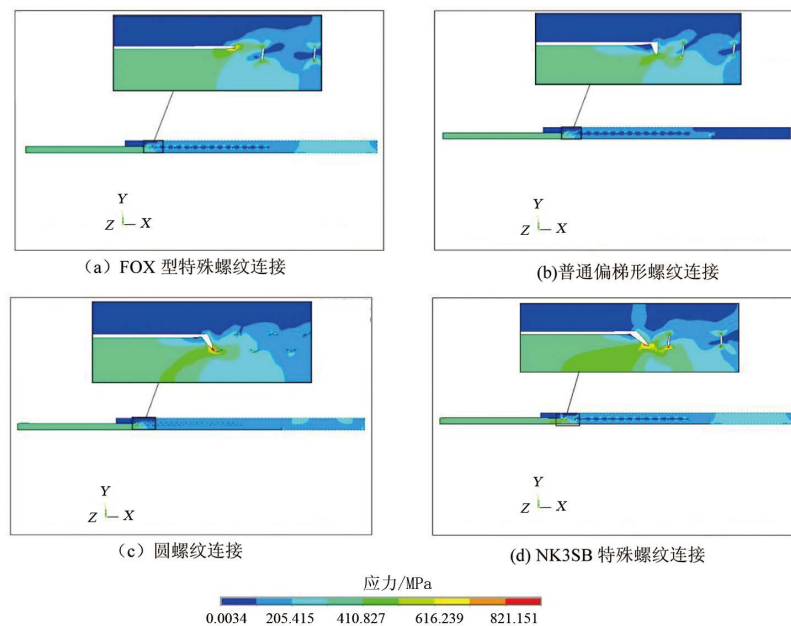 Y
Z X
Y
Z X
（a）FOX 型特殊螺纹连接
(b)普通偏梯形螺纹连接
Y
Z X
Y
Z X
（c）圆螺纹连接
(d) NK3SB 特殊螺纹连接
应力/MPa
0.0034 205.415 410.827 616.239 821.151